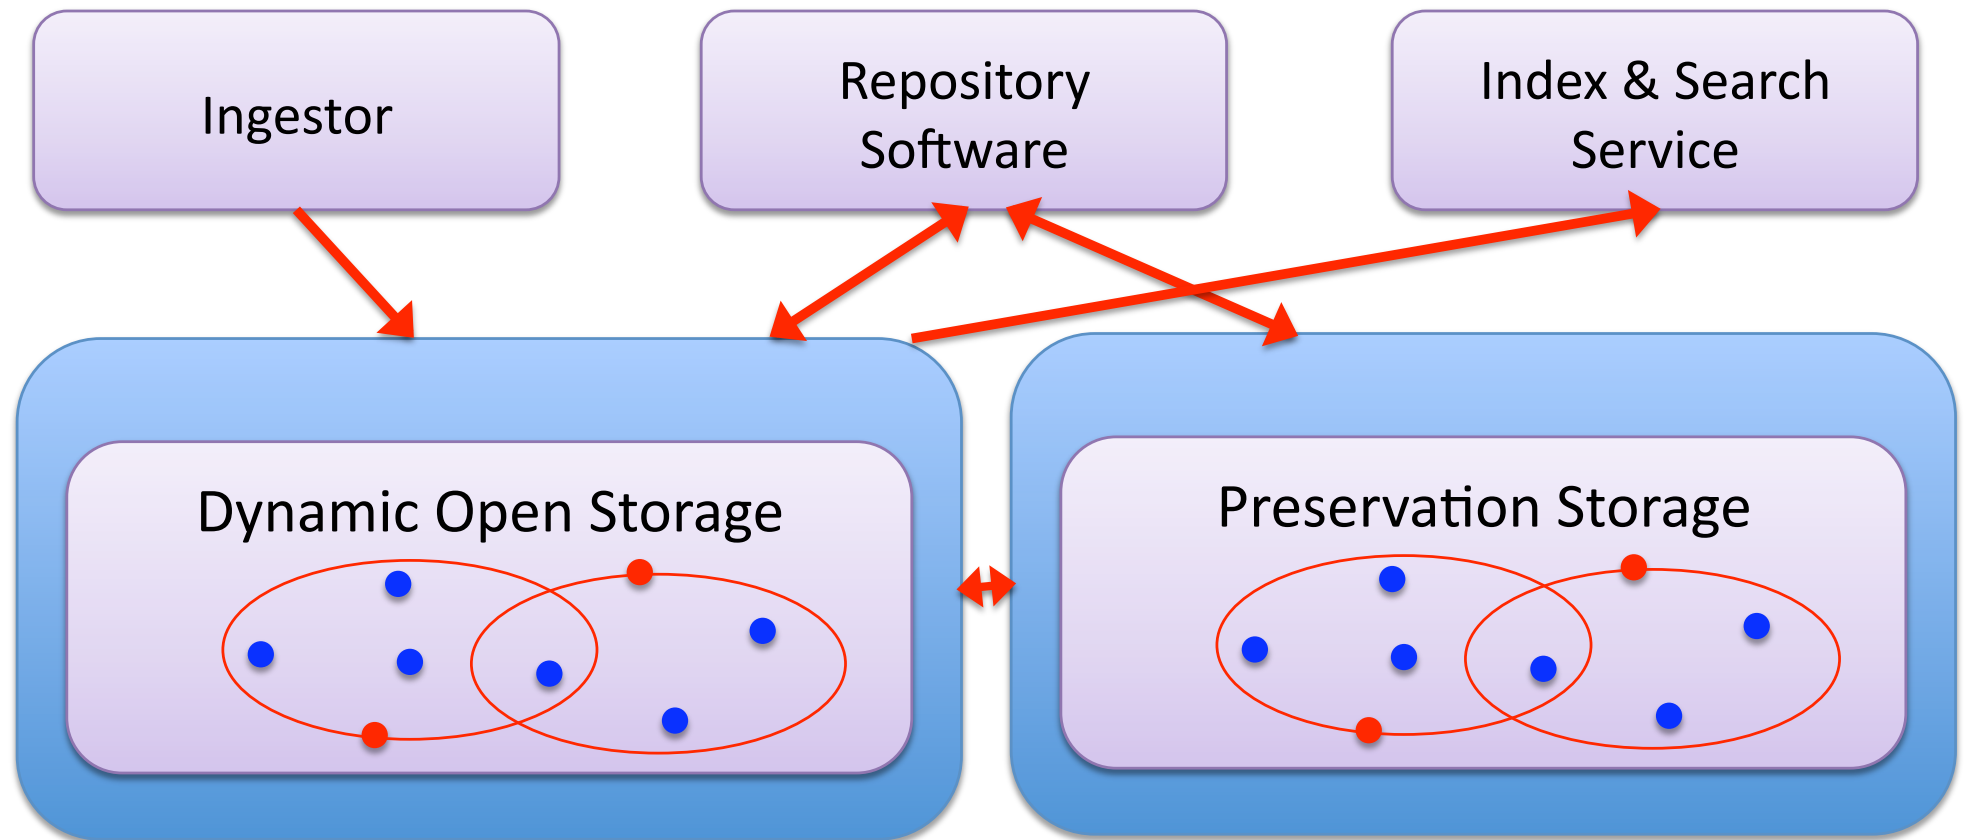 Ingestor
Repository
Software
Index & Search
Service
Dynamic Open Storage
Preservation Storage